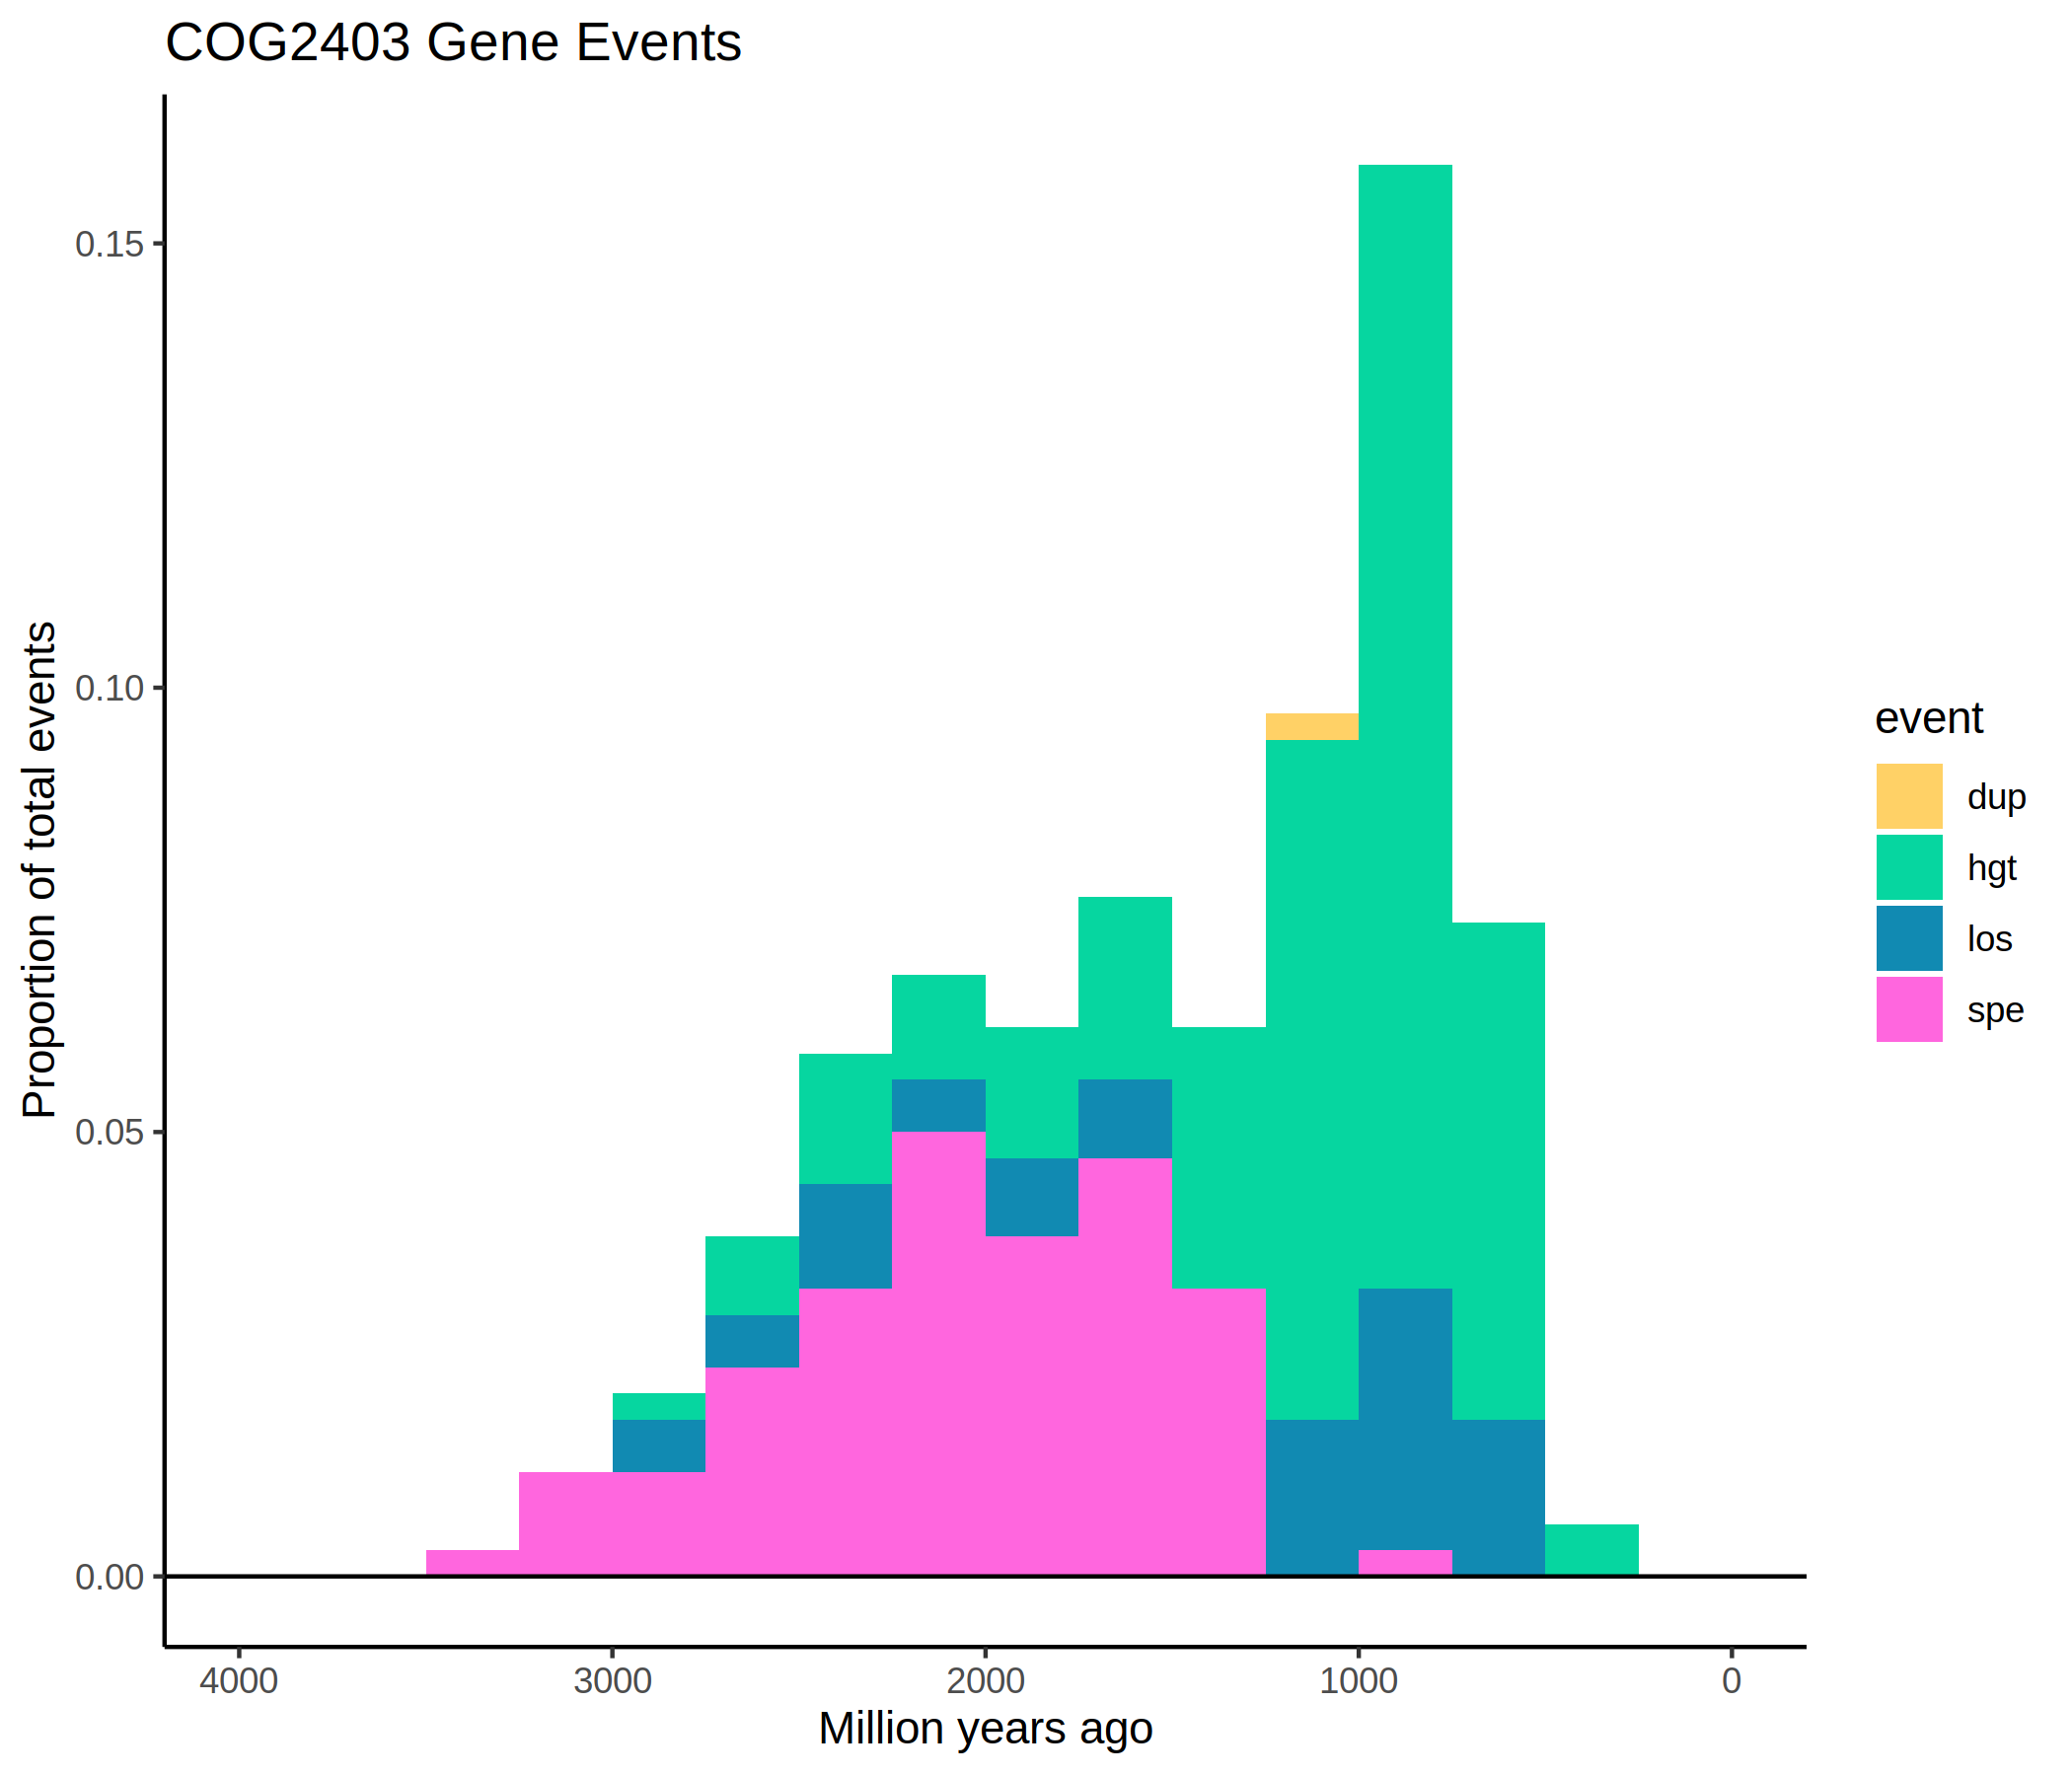 COG2403 Gene Events
Proportion of total events
0.15
0.10
0.05
0.00
4000
3000
2000
1000
0
Million years ago
event
dup
hgt
los
spe